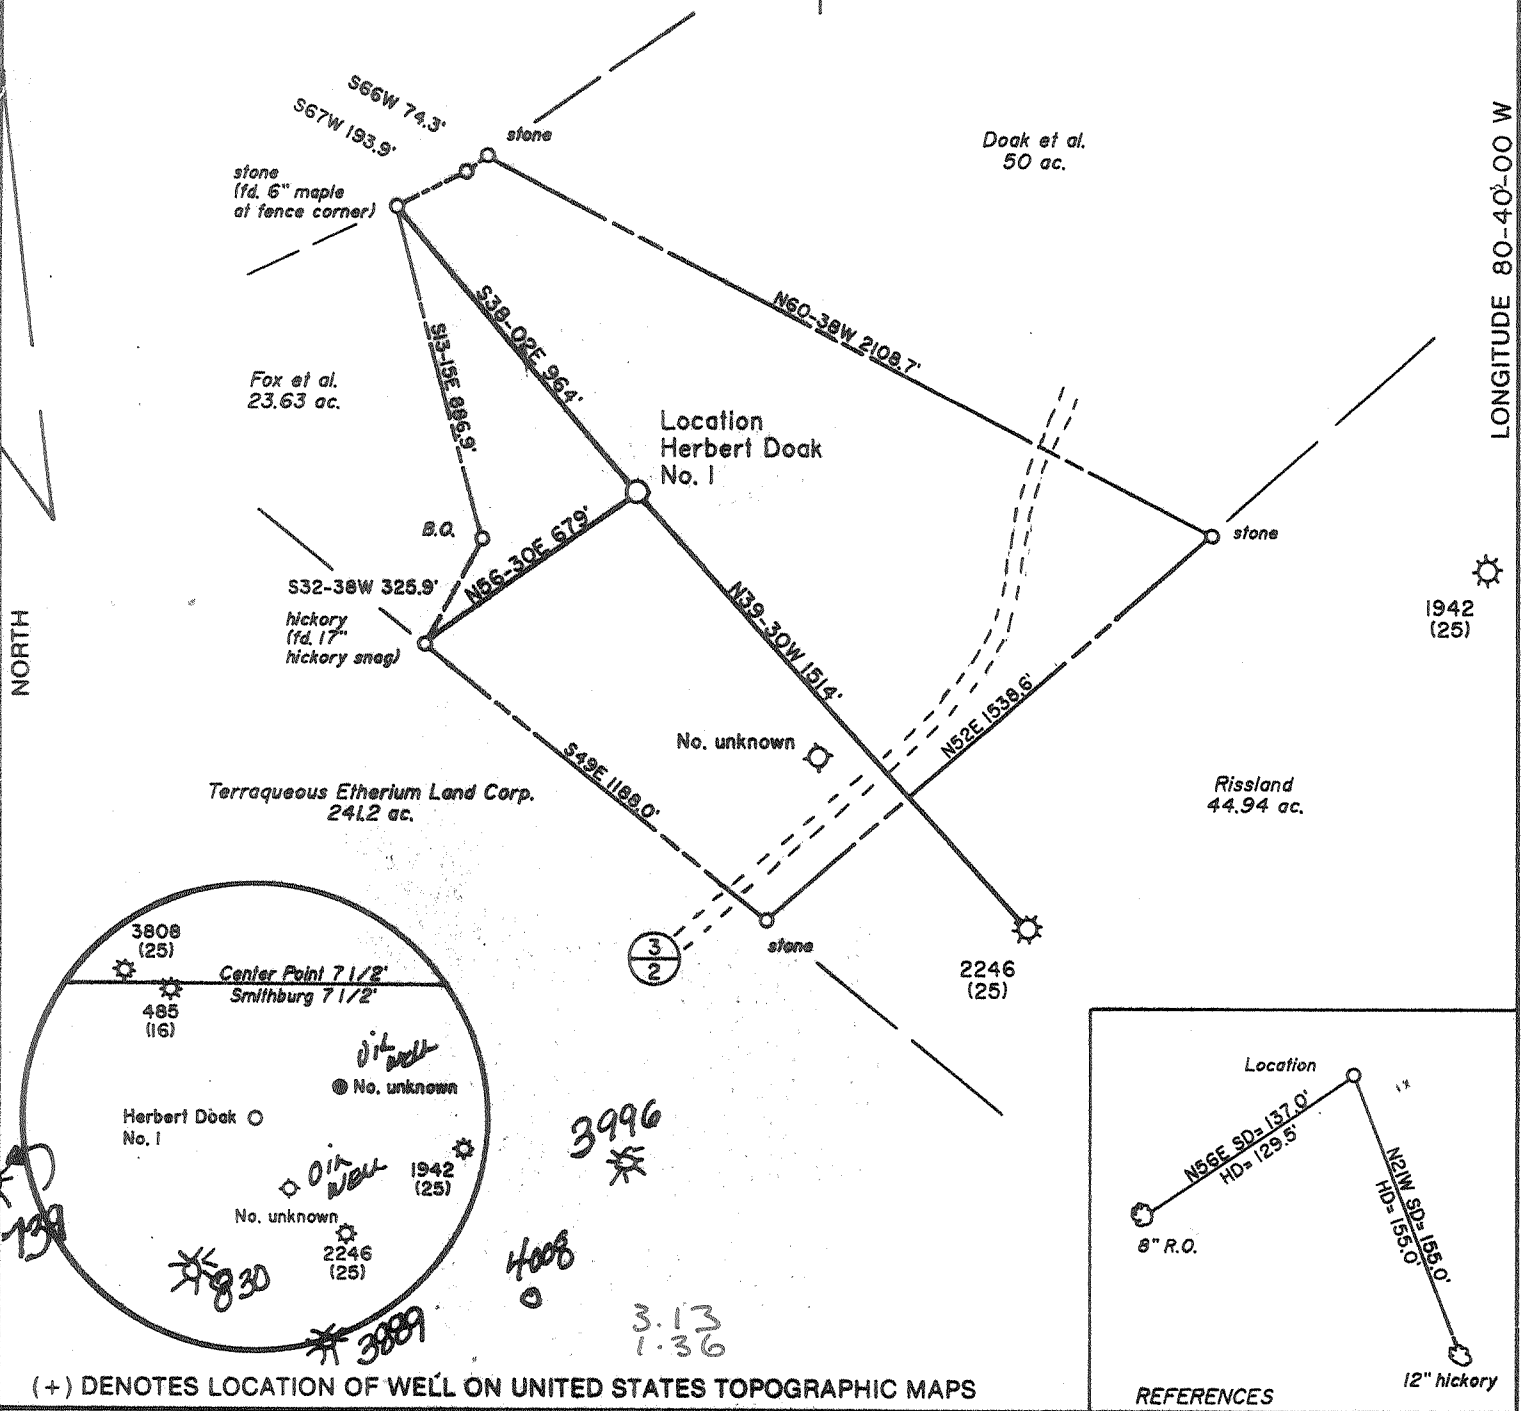 S66W 74.3'
S67W 193.9'
stone
stone
(fd. 6" maple
at fence corner)
Doak et al.
50 ac.
LONGITUDE 80-40-00 W
S38-02E 964'
N60-38W 2108.7'
S13-15E 886.9'
Fox et al.
23.63 ac.
Location
Herbert Doak
No. 1
B.O.
N56-30E 679'
stone
S32-38W 325.9'
hickory
(fd. 17"
hickory snag)
1942
(25)
NORTH
N39-30W 1514'
N52E 1538.6'
No. unknown
S49E 1188.0'
Terraqueous Etherium Land Corp.
241.2 ac.
Rissland
44.94 ac.
3
2
stone
2246
(25)
3808
(25)
Center Point 7 1/2'
Smithburg 7 1/2'
485
(16)
oil
well
No. unknown
Herbert Doak
No. 1
oil
well
1942
(25)
No. unknown
2246
(25)
739
830
3889
3996
4008
3.13
1.36
Location
N56E SD= 137.0'
HD= 129.5'
N21W SD= 155.0'
HD= 155.0'
8" R.O.
12" hickory
REFERENCES
(+) DENOTES LOCATION OF WELL ON UNITED STATES TOPOGRAPHIC MAPS